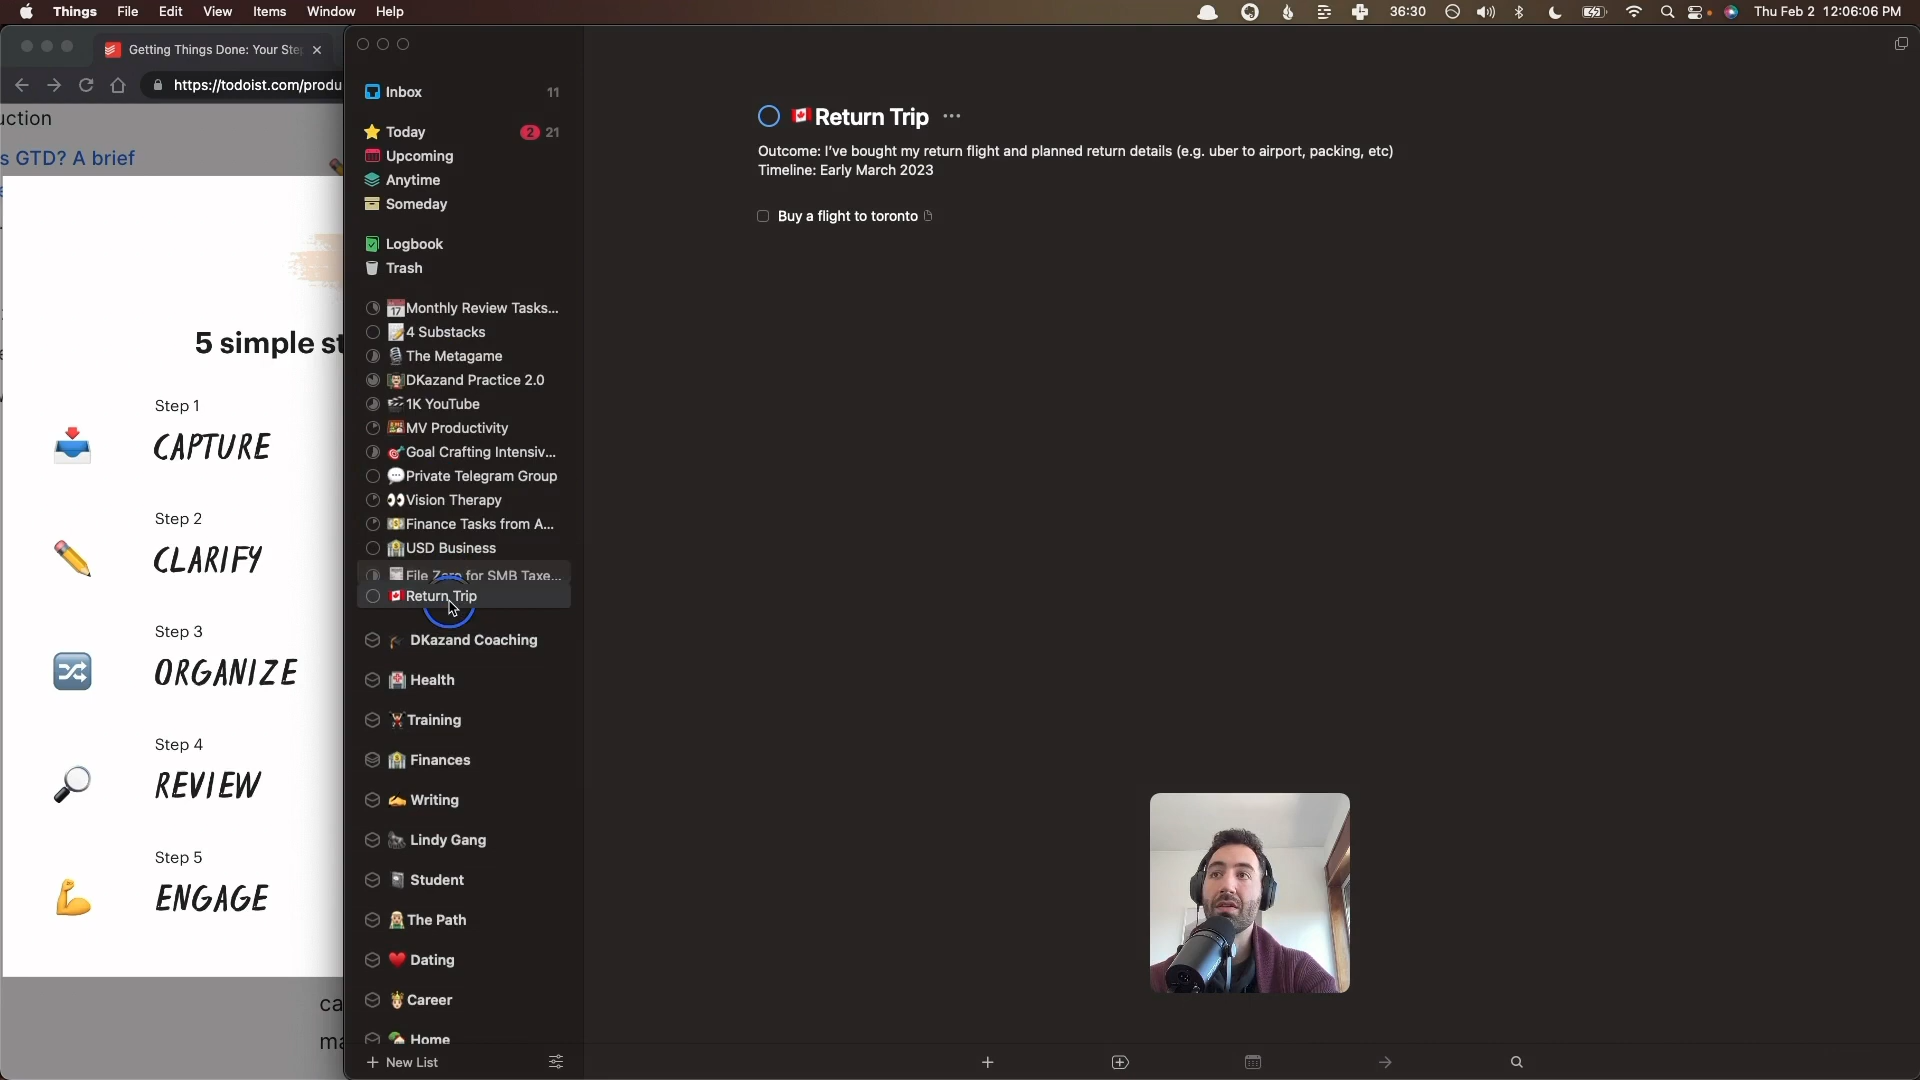 Things File Edit View Items Window Help
36:30
Thu Feb 2 12:06:06 PM
Getting Things Done: Your Ste
https://todoist.com/produ
uction
s GTD? A brief
5 simple st
Step 1
CAPTURE
Step 2
CLARIFY
Step 3
ORGANIZE
Step 4
REVIEW
Step 5
ENGAGE
ca
ma
Inbox 11
Today 2 21
Upcoming
Anytime
Someday
Logbook
Trash
17 Monthly Review Tasks...
4 Substacks
The Metagame
DKazand Practice 2.0
1K YouTube
MV Productivity
Goal Crafting Intensiv...
Private Telegram Group
Vision Therapy
Finance Tasks from A...
USD Business
File Zero for SMB Taxe...
Return Trip
DKazand Coaching
Health
Training
Finances
Writing
Lindy Gang
Student
The Path
Dating
Career
Home
New List
Return Trip
Outcome: I've bought my return flight and planned return details (e.g. uber to airport, packing, etc)
Timeline: Early March 2023
Buy a flight to toronto